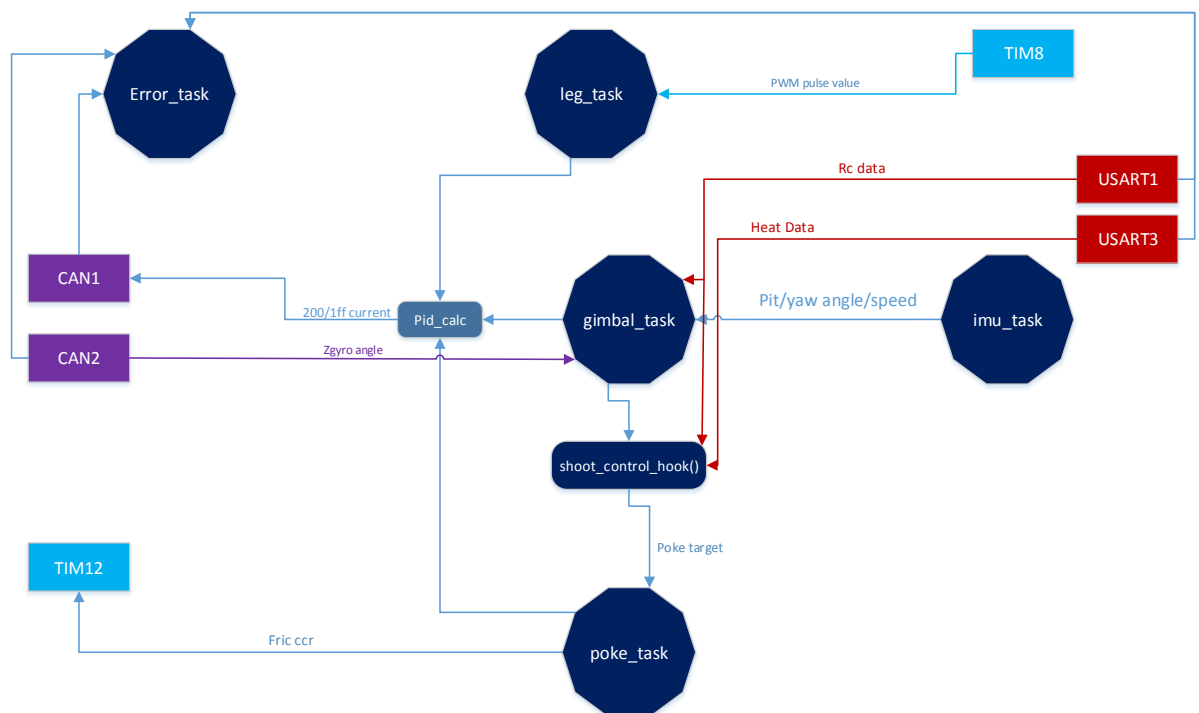 Error_task
leg_task
TIM8
PWM pulse value
Rc data
USART1
Heat Data
USART3
CAN1
200/1ff current
Pid_calc
gimbal_task
Pit/yaw angle/speed
imu_task
CAN2
Zgyro angle
shoot_control_hook()
Poke target
TIM12
Fric ccr
poke_task